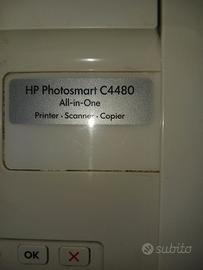 HP Photosmart C4480
All-in-One
Printer · Scanner · Copier
OK
subito